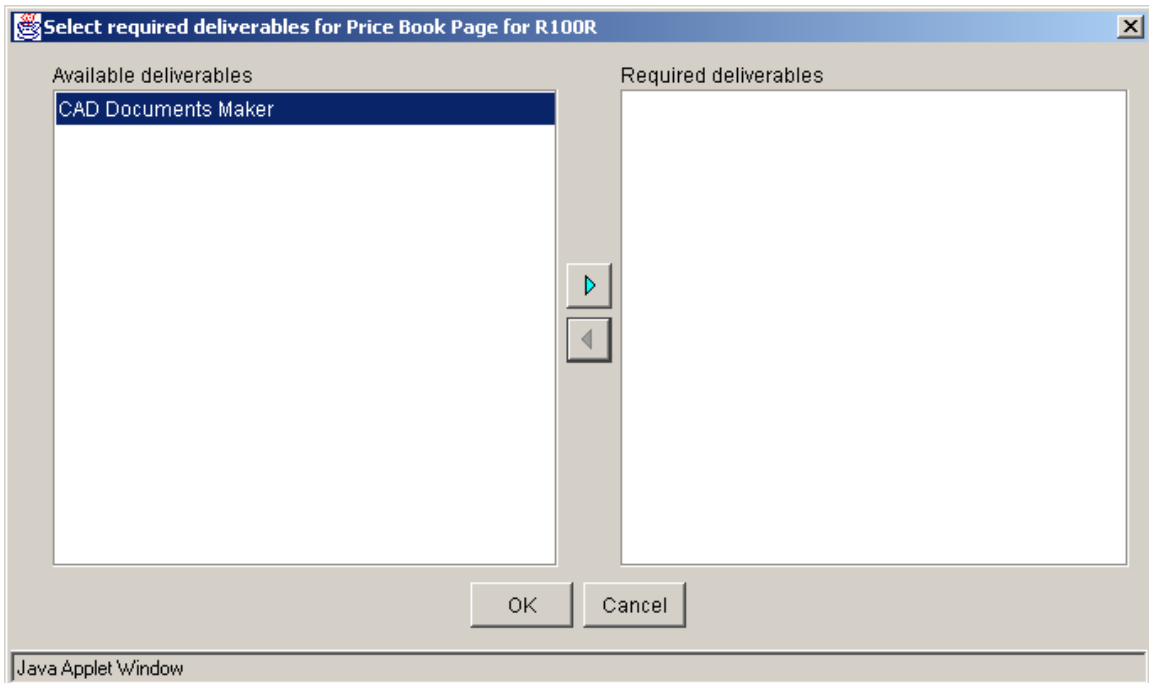 Select required deliverables for Price Book Page for R100R
Available deliverables
Required deliverables
CAD Documents Maker
OK
Cancel
Java Applet Window